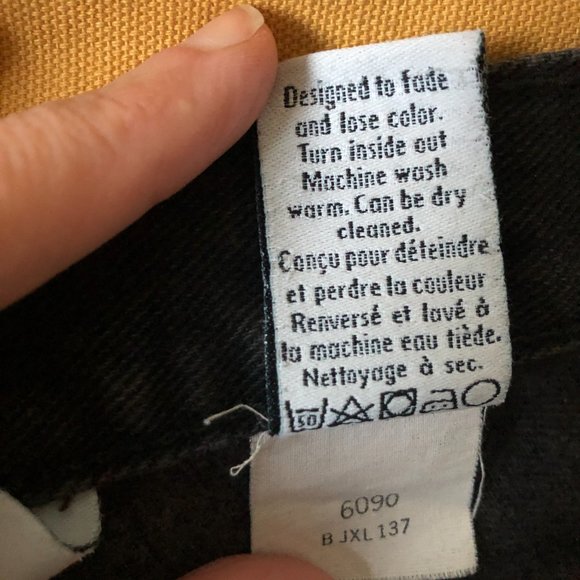 Designed to fade
and lose color.
Turn inside out
Machine wash
warm. Can be dry
cleaned.
Conçu pour déteindre
et perdre la couleur
Renversé et lavé à
la machine eau tiède.
Nettoyage à sec.
50
6090
B JXL 137